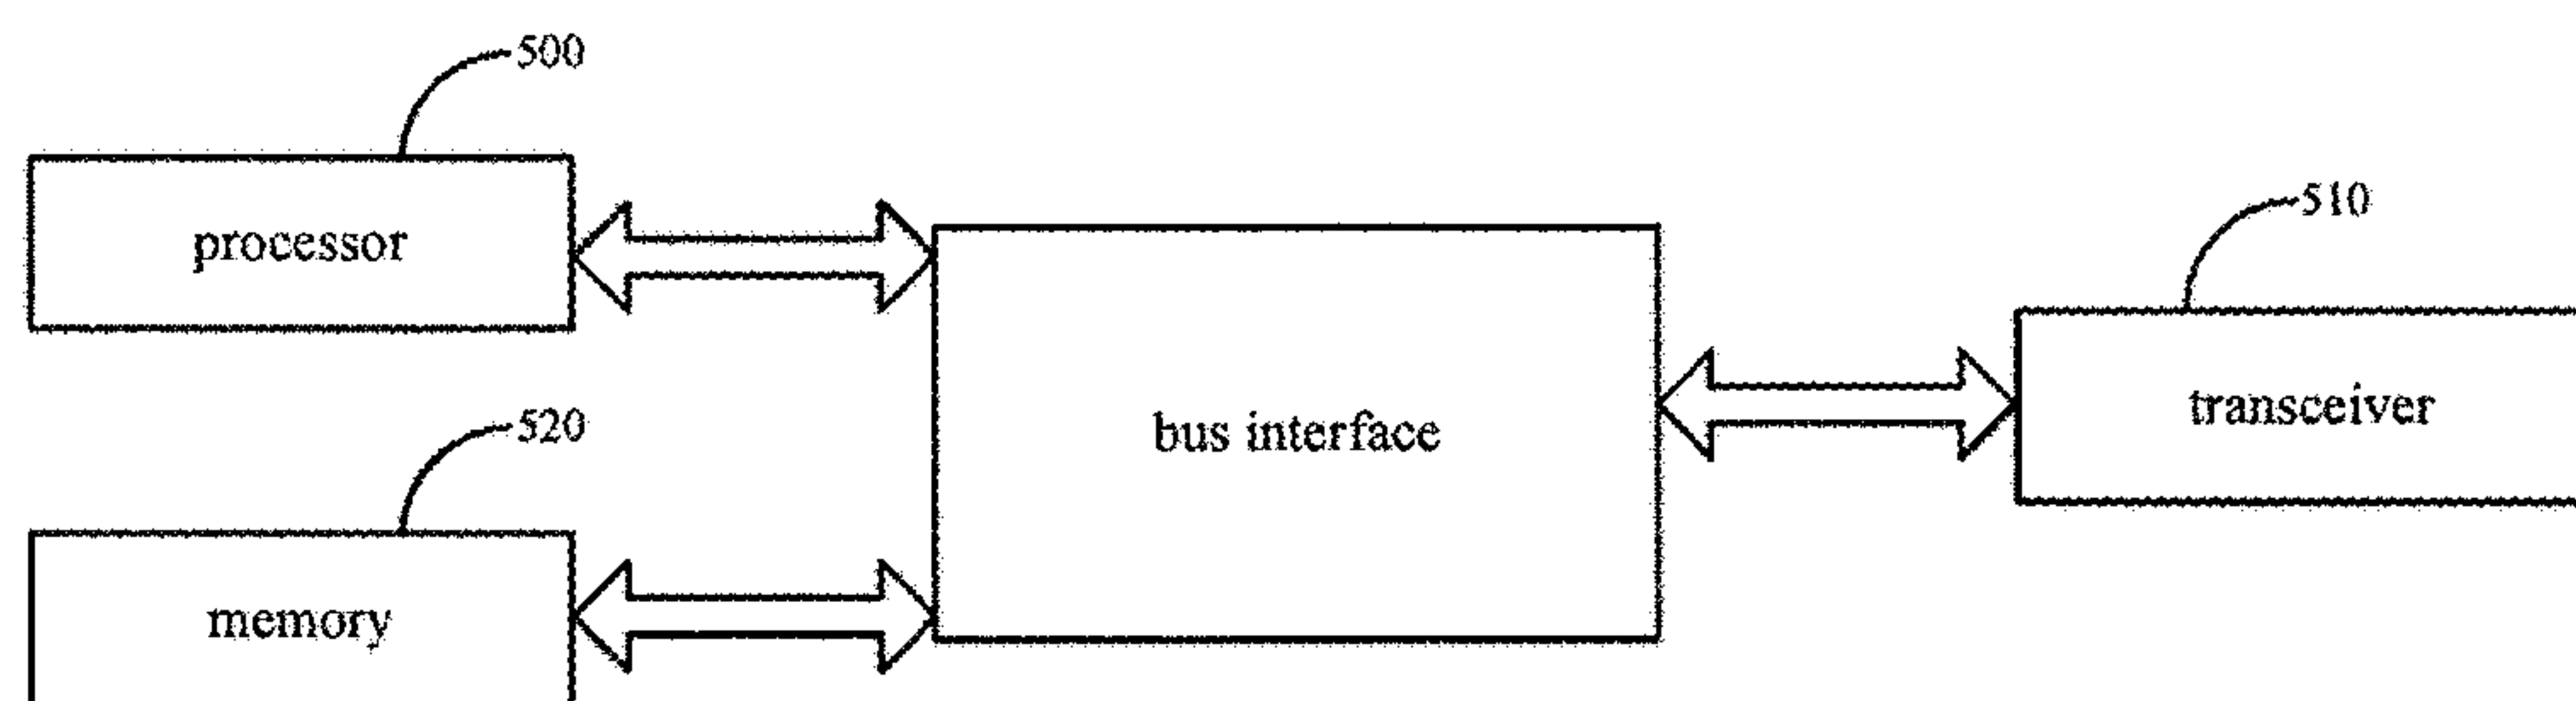 500
processor
510
bus interface
transceiver
520
memory